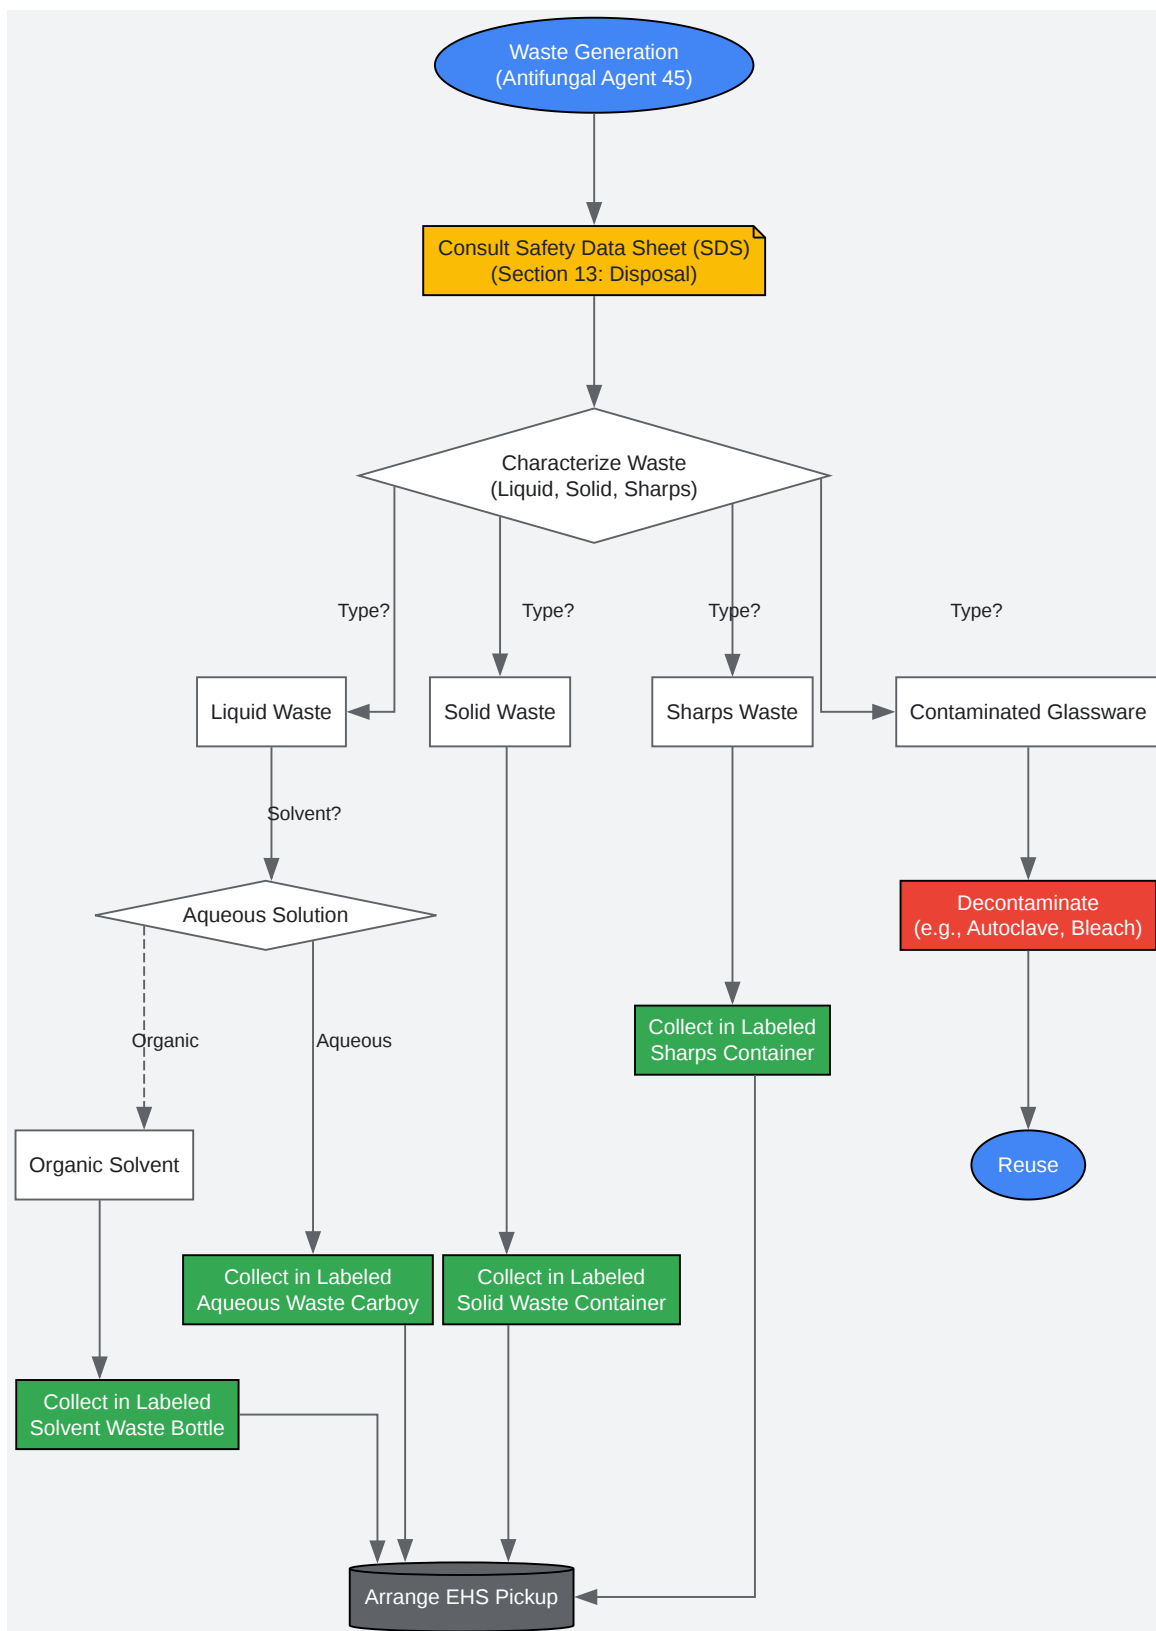 Waste Generation
(Antifungal Agent 45)
Consult Safety Data Sheet (SDS)
(Section 13: Disposal)
Characterize Waste
(Liquid, Solid, Sharps)
Type?
Type?
Type?
Type?
Liquid Waste
Solid Waste
Sharps Waste
Contaminated Glassware
Solvent?
Aqueous Solution
Decontaminate
(e.g., Autoclave, Bleach)
Organic
Aqueous
Collect in Labeled
Sharps Container
Organic Solvent
Reuse
Collect in Labeled
Aqueous Waste Carboy
Collect in Labeled
Solid Waste Container
Collect in Labeled
Solvent Waste Bottle
Arrange EHS Pickup